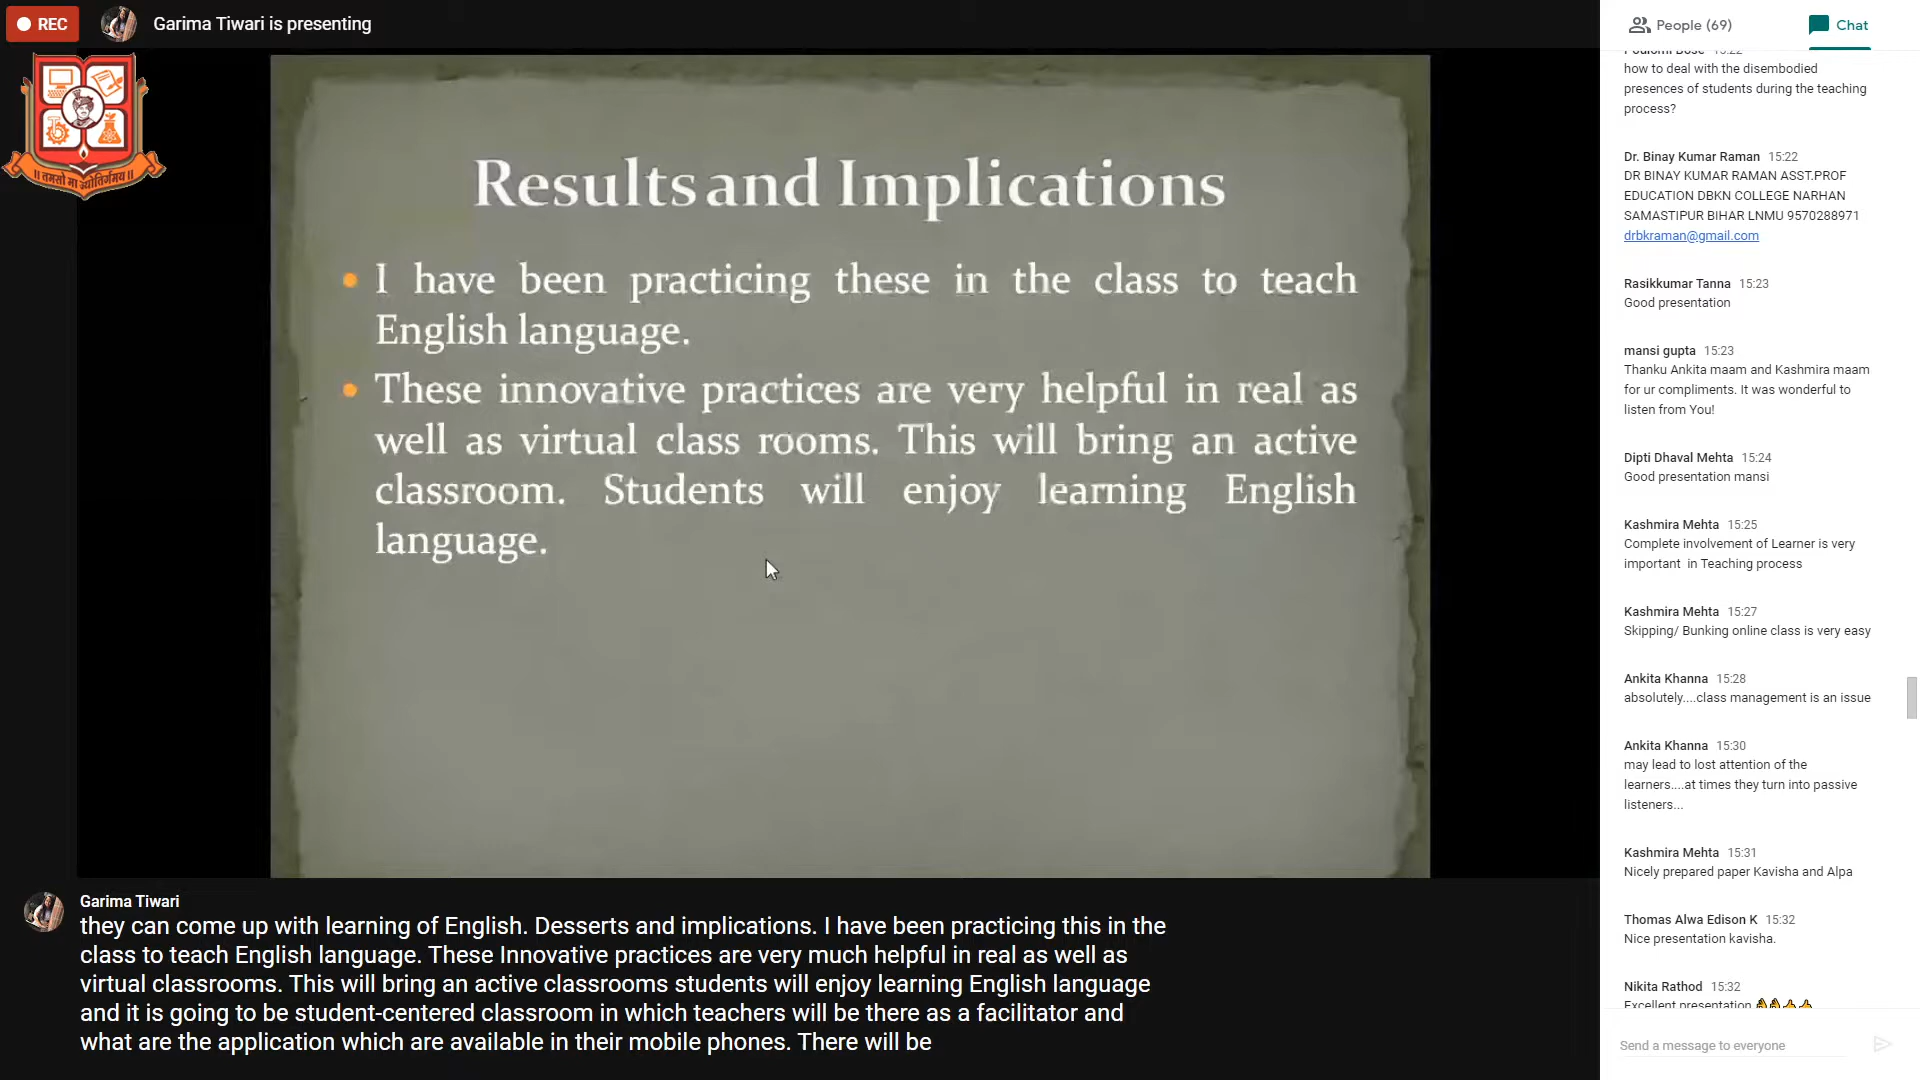 REC
Garima Tiwari is presenting
People (69)
Chat
॥ तमसो मा ज्योतिर्गमय ॥
Results and Implications
• I have been practicing these in the class to teach
English language.
• These innovative practices are very helpful in real as
well as virtual class rooms. This will bring an active
classroom. Students will enjoy learning English
language.
Garima Tiwari
they can come up with learning of English. Desserts and implications. I have been practicing this in the
class to teach English language. These Innovative practices are very much helpful in real as well as
virtual classrooms. This will bring an active classrooms students will enjoy learning English language
and it is going to be student-centered classroom in which teachers will be there as a facilitator and
what are the application which are available in their mobile phones. There will be
15:22
how to deal with the disembodied
presences of students during the teaching
process?
Dr. Binay Kumar Raman 15:22
DR BINAY KUMAR RAMAN ASST.PROF
EDUCATION DBKN COLLEGE NARHAN
SAMASTIPUR BIHAR LNMU 9570288971
drbkraman@gmail.com
Rasikkumar Tanna 15:23
Good presentation
mansi gupta 15:23
Thanku Ankita maam and Kashmira maam
for ur compliments. It was wonderful to
listen from You!
Dipti Dhaval Mehta 15:24
Good presentation mansi
Kashmira Mehta 15:25
Complete involvement of Learner is very
important in Teaching process
Kashmira Mehta 15:27
Skipping/ Bunking online class is very easy
Ankita Khanna 15:28
absolutely....class management is an issue
Ankita Khanna 15:30
may lead to lost attention of the
learners....at times they turn into passive
listeners...
Kashmira Mehta 15:31
Nicely prepared paper Kavisha and Alpa
Thomas Alwa Edison K 15:32
Nice presentation kavisha.
Nikita Rathod 15:32
Excellent presentation
Send a message to everyone